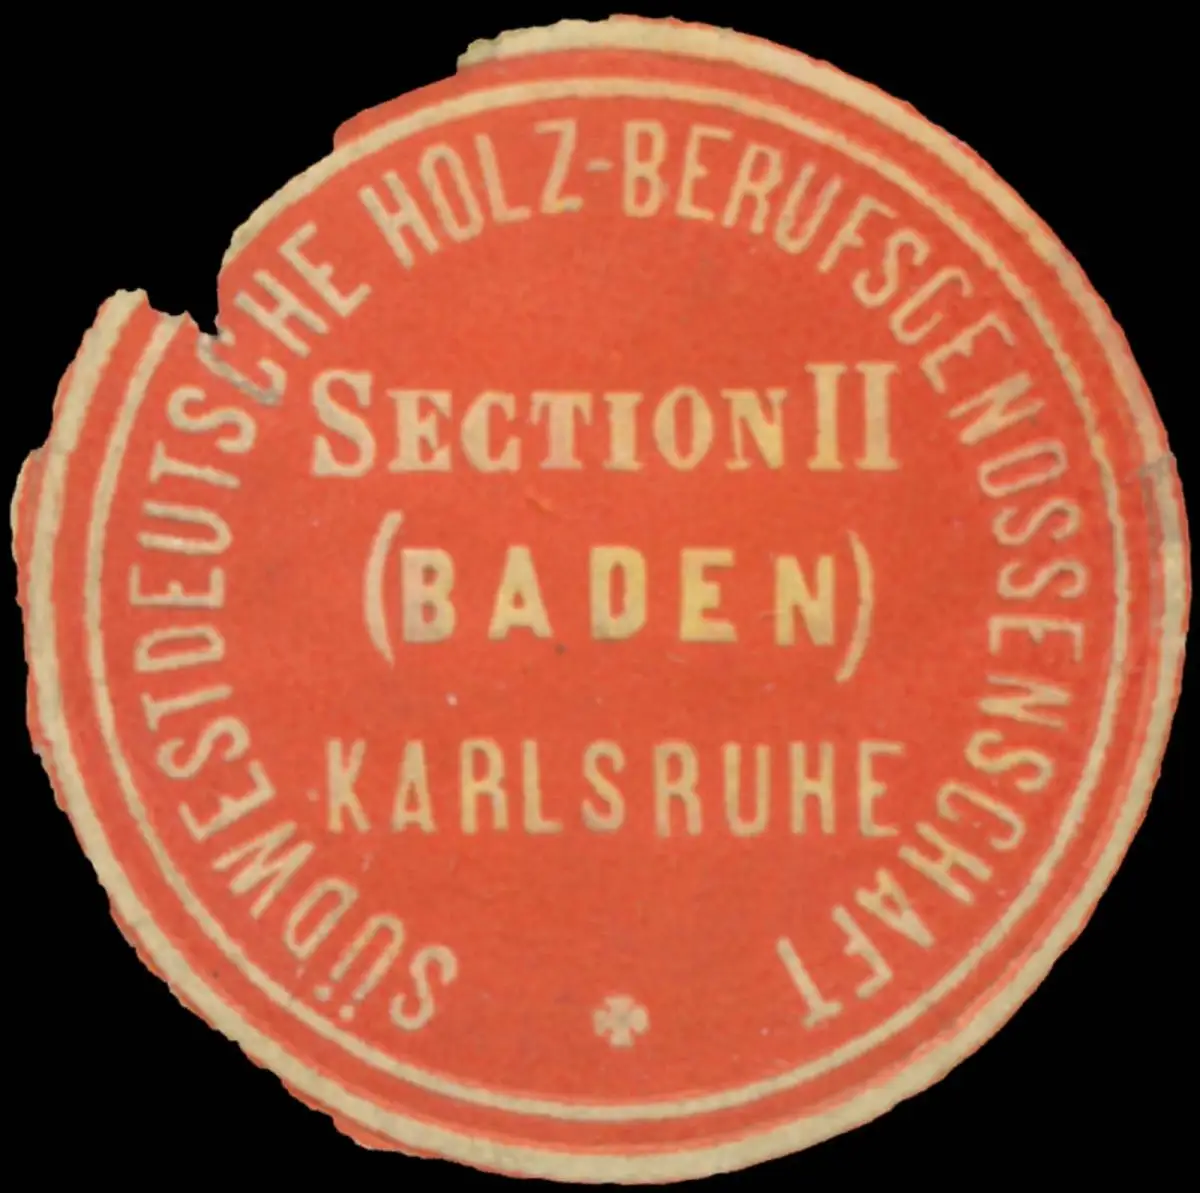 SÜDWESTDEUTSCHE HOLZ-BERUFSGENOSSENSCHAFT
SECTION II
(BADEN)
KARLSRUHE